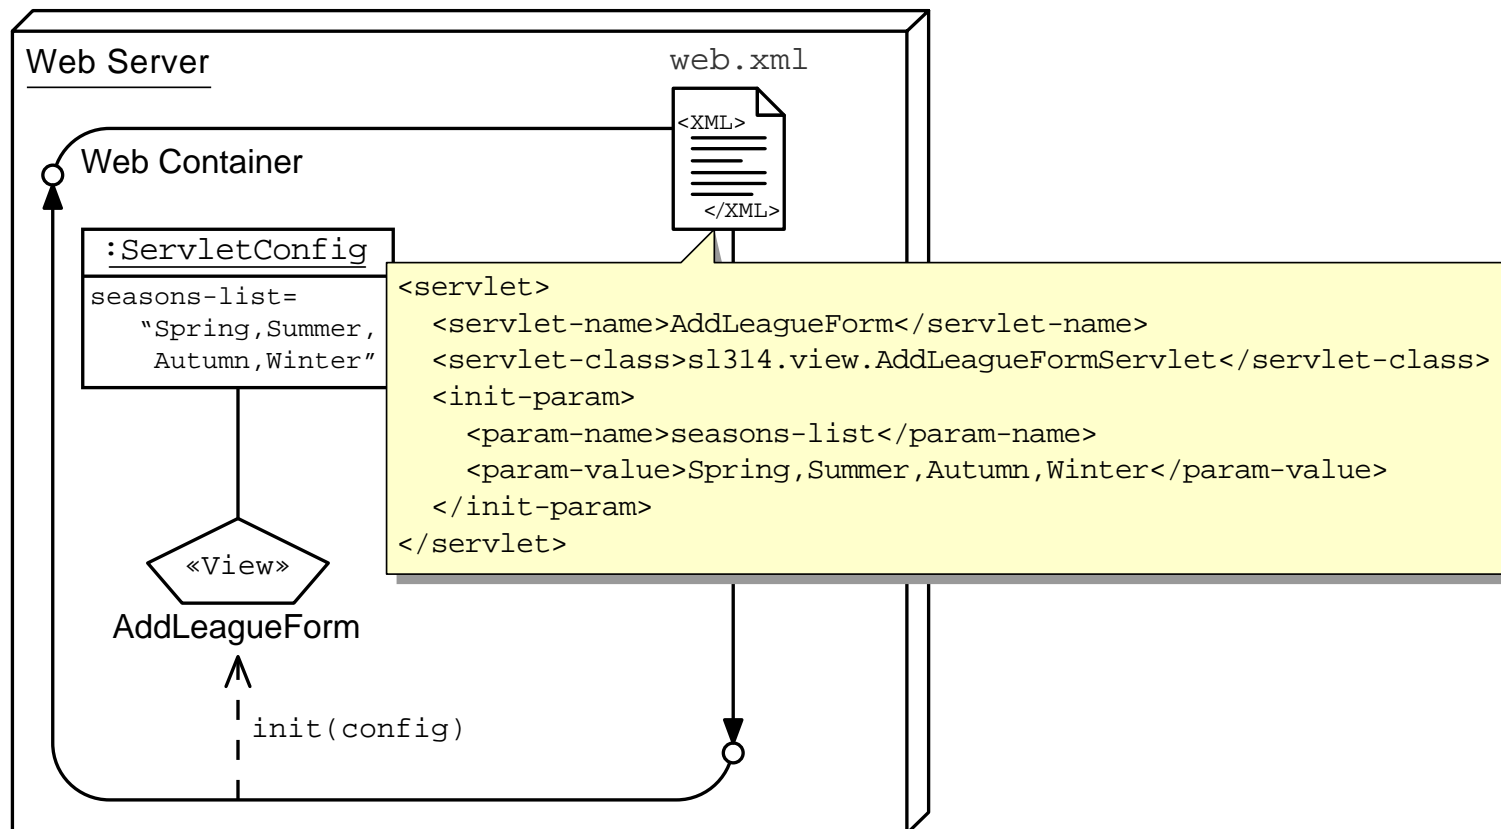 Web Server
web.xml
<XML>
</XML>
Web Container
:ServletConfig
seasons-list=
“Spring,Summer,
Autumn,Winter”
<servlet>
<servlet-name>AddLeagueForm</servlet-name>
<servlet-class>sl314.view.AddLeagueFormServlet</servlet-class>
<init-param>
<param-name>seasons-list</param-name>
<param-value>Spring,Summer,Autumn,Winter</param-value>
</init-param>
</servlet>
«View»
AddLeagueForm
init(config)